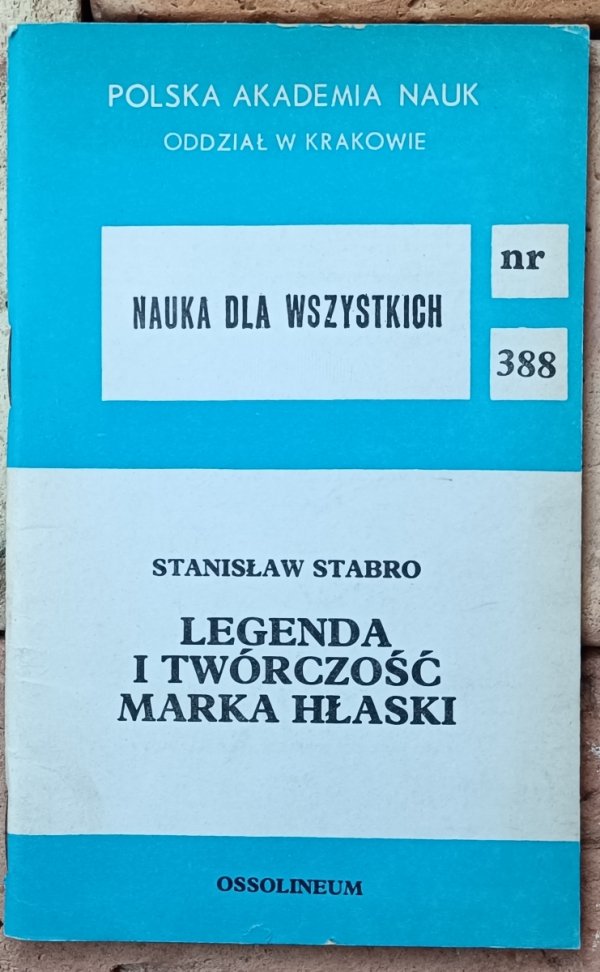 POLSKA AKADEMIA NAUK
ODDZIAŁ W KRAKOWIE
NAUKA DLA WSZYSTKICH
nr
388
STANISŁAW STABRO
LEGENDA
I TWÓRCZOŚĆ
MARKA HŁASKI
OSSOLINEUM